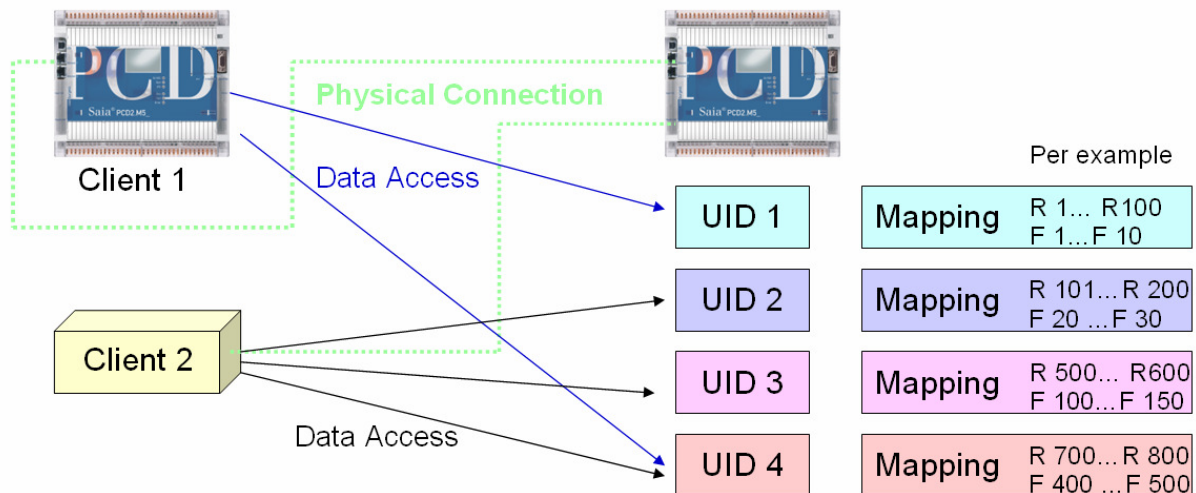 PCD
Saia® PCD2.M5_
PCD
Saia® PCD2.M5_
Physical Connection
Client 1
Data Access
Per example
UID 1
Mapping
R 1... R100
F 1...F 10
UID 2
Mapping
R 101...R 200
F 20 ...F 30
Client 2
UID 3
Mapping
R 500... R600
F 100...F 150
Data Access
UID 4
Mapping
R 700...R 800
F 400 ...F 500